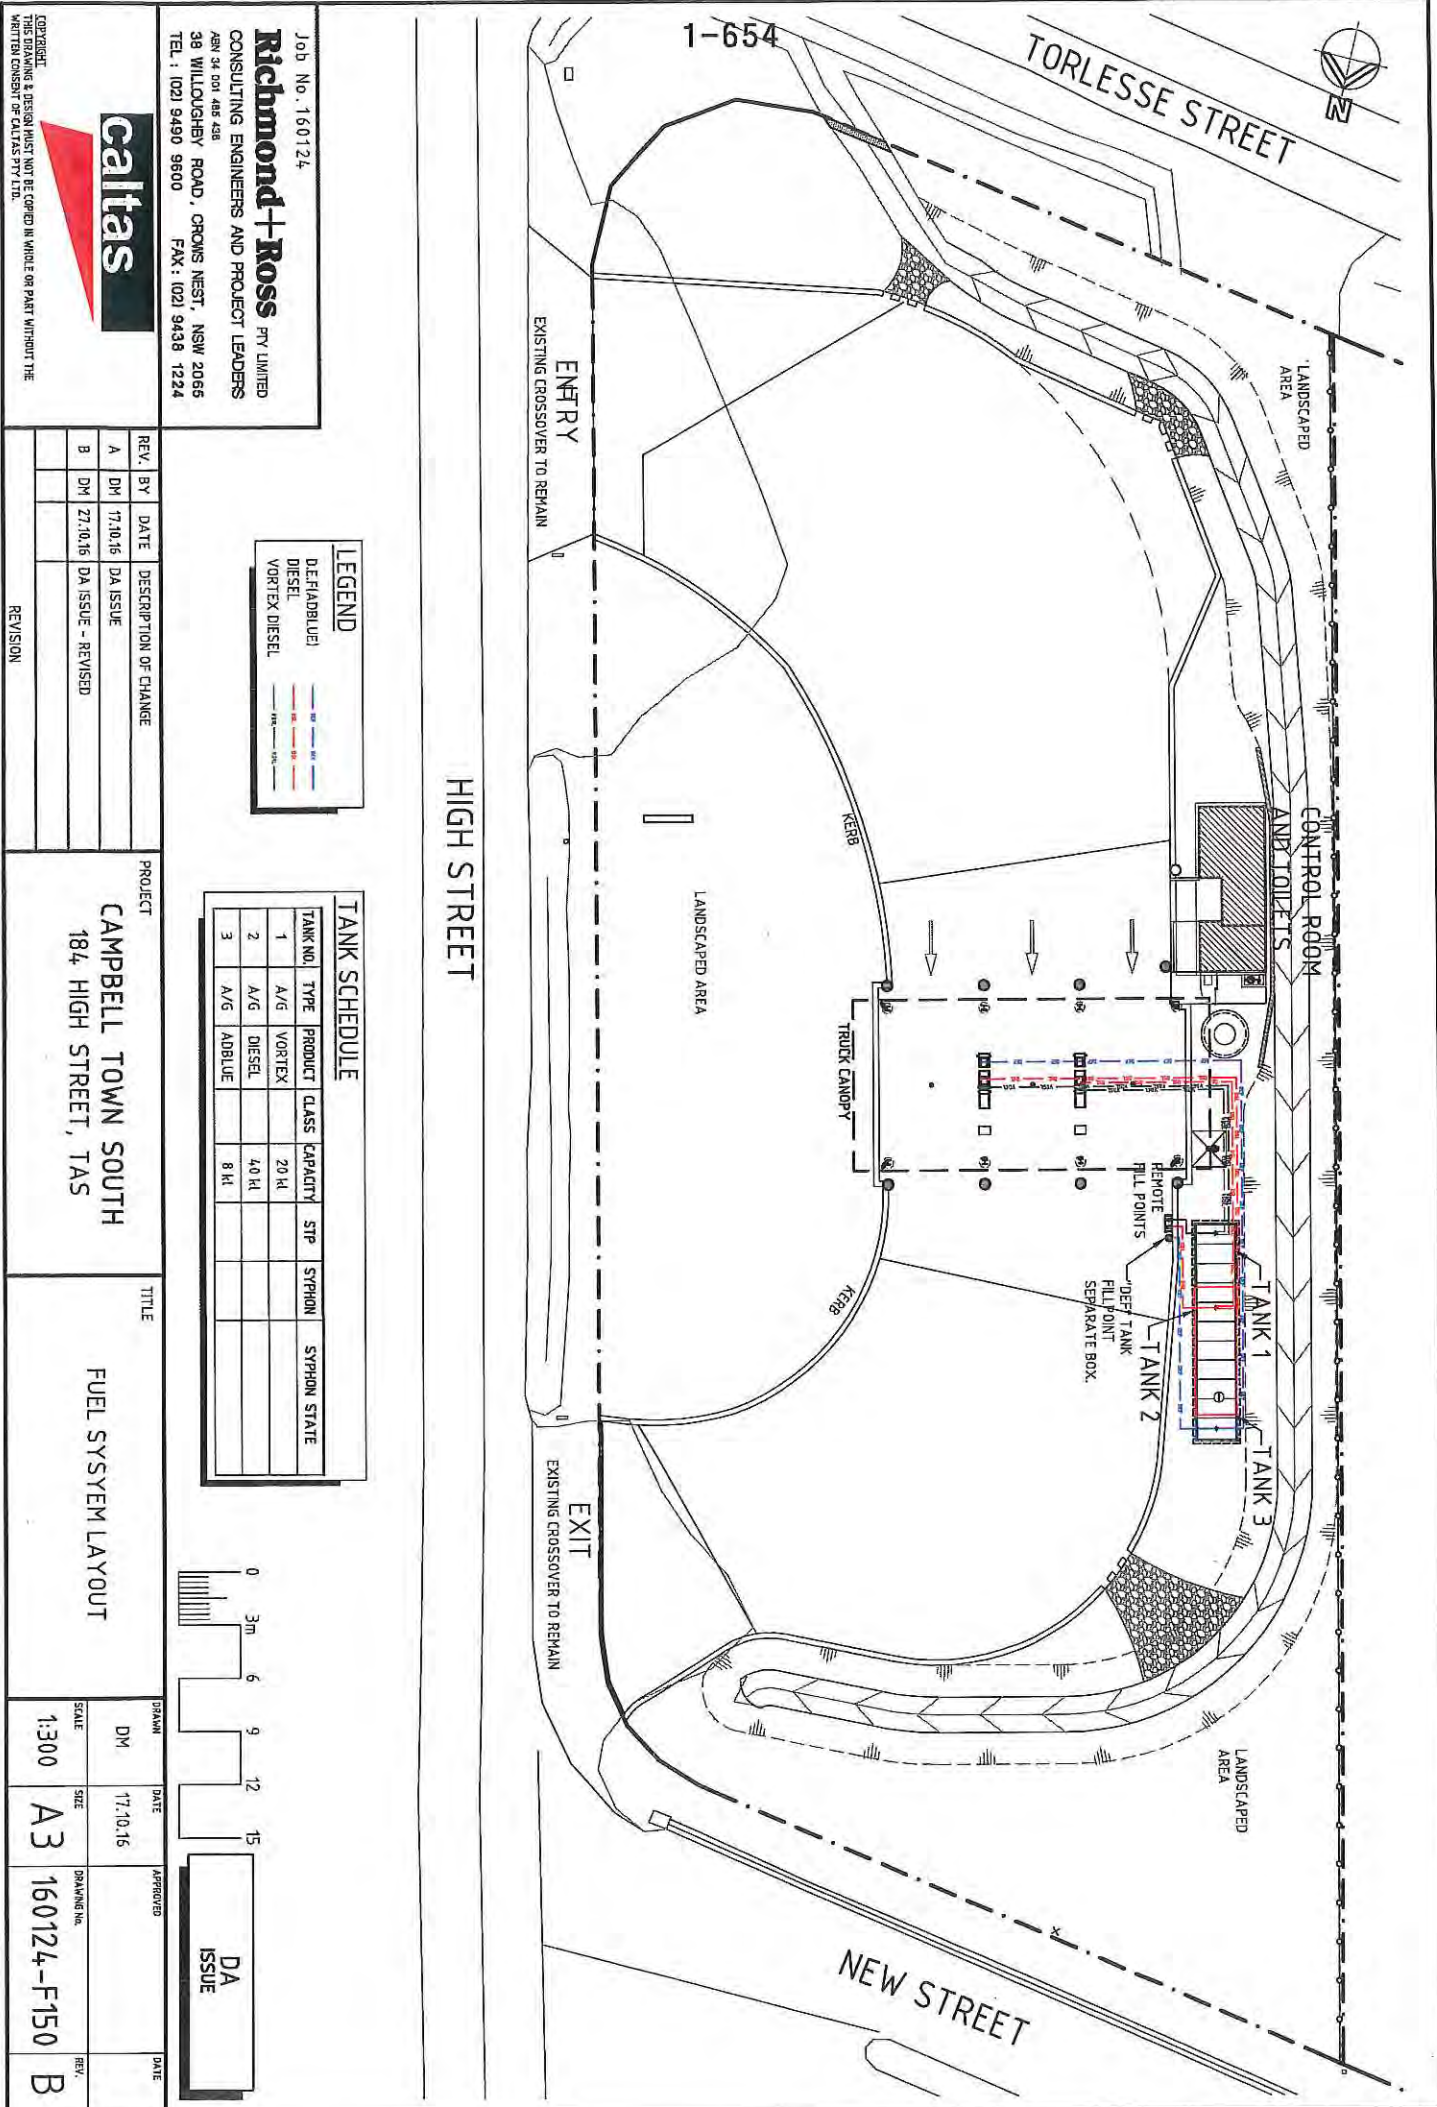 1-654
TORLESSE STREET
N
'LANDSCAPED
AREA
CONTROL ROOM
AND TOILETS
ENTRY
EXISTING CROSSOVER TO REMAIN
KERB
LANDSCAPED AREA
TRUCK CANOPY
REMOTE
FILL POINTS
"DEF" TANK
FILL POINT
SEPARATE BOX.
TANK 1
TANK 2
TANK 3
KERB
EXIT
EXISTING CROSSOVER TO REMAIN
LANDSCAPED
AREA
HIGH STREET
NEW STREET
LEGEND
D.E.F(ADBLUE)
DIESEL
VORTEX DIESEL
TANK SCHEDULE
TANK NO. TYPE PRODUCT CLASS CAPACITY STP SYPHON SYPHON STATE
1 A/G VORTEX 20 kl
2 A/G DIESEL 40 kl
3 A/G ADBLUE 8 kl
0 3m 6 9 12 15
DA
ISSUE
Job No. 160124
Richmond+Ross PTY LIMITED
CONSULTING ENGINEERS AND PROJECT LEADERS
ABN 34 001 485 436
38 WILLOUGHBY ROAD, CROWS NEST, NSW 2065
TEL : (02) 9490 9600 FAX : (02) 9438 1224
caltas
COPYRIGHT
THIS DRAWING & DESIGN MUST NOT BE COPIED IN WHOLE OR PART WITHOUT THE
WRITTEN CONSENT OF CALTAS PTY LTD.
REV. BY DATE DESCRIPTION OF CHANGE
A DM 17.10.16 DA ISSUE
B DM 27.10.16 DA ISSUE - REVISED
REVISION
PROJECT
CAMPBELL TOWN SOUTH
184 HIGH STREET, TAS
TITLE
FUEL SYSYEM LAYOUT
DRAWN
DM
DATE
17.10.16
APPROVED
DATE
SCALE
1:300
SIZE
A3
DRAWING No.
160124-F150
REV.
B